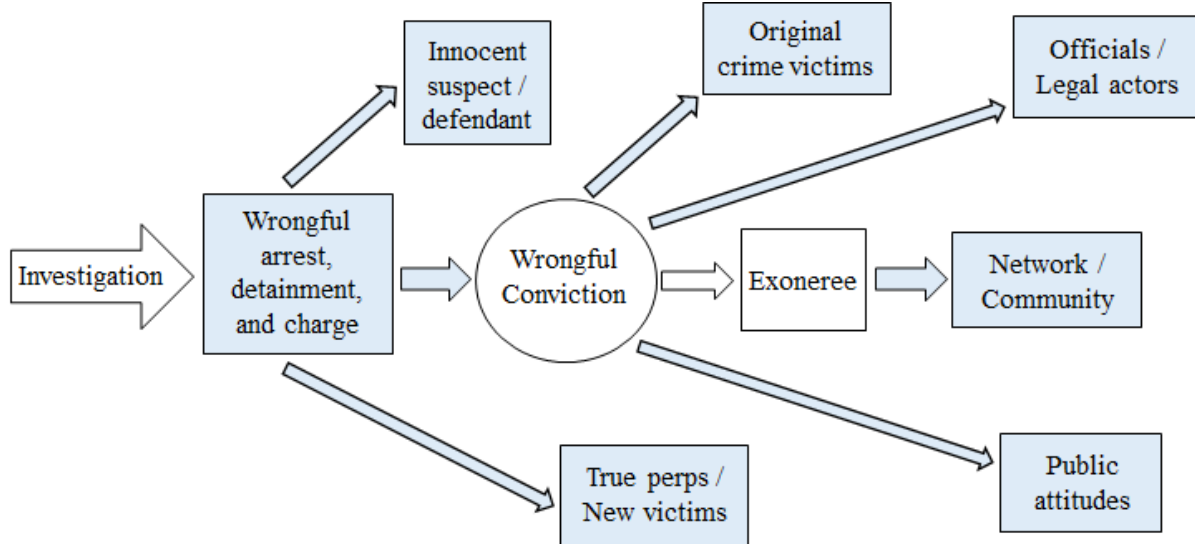 Innocent
suspect /
defendant
Original
crime victims
Officials /
Legal actors
Investigation
Wrongful
arrest,
detainment,
and charge
Wrongful
Conviction
Exoneree
Network /
Community
True perps /
New victims
Public
attitudes